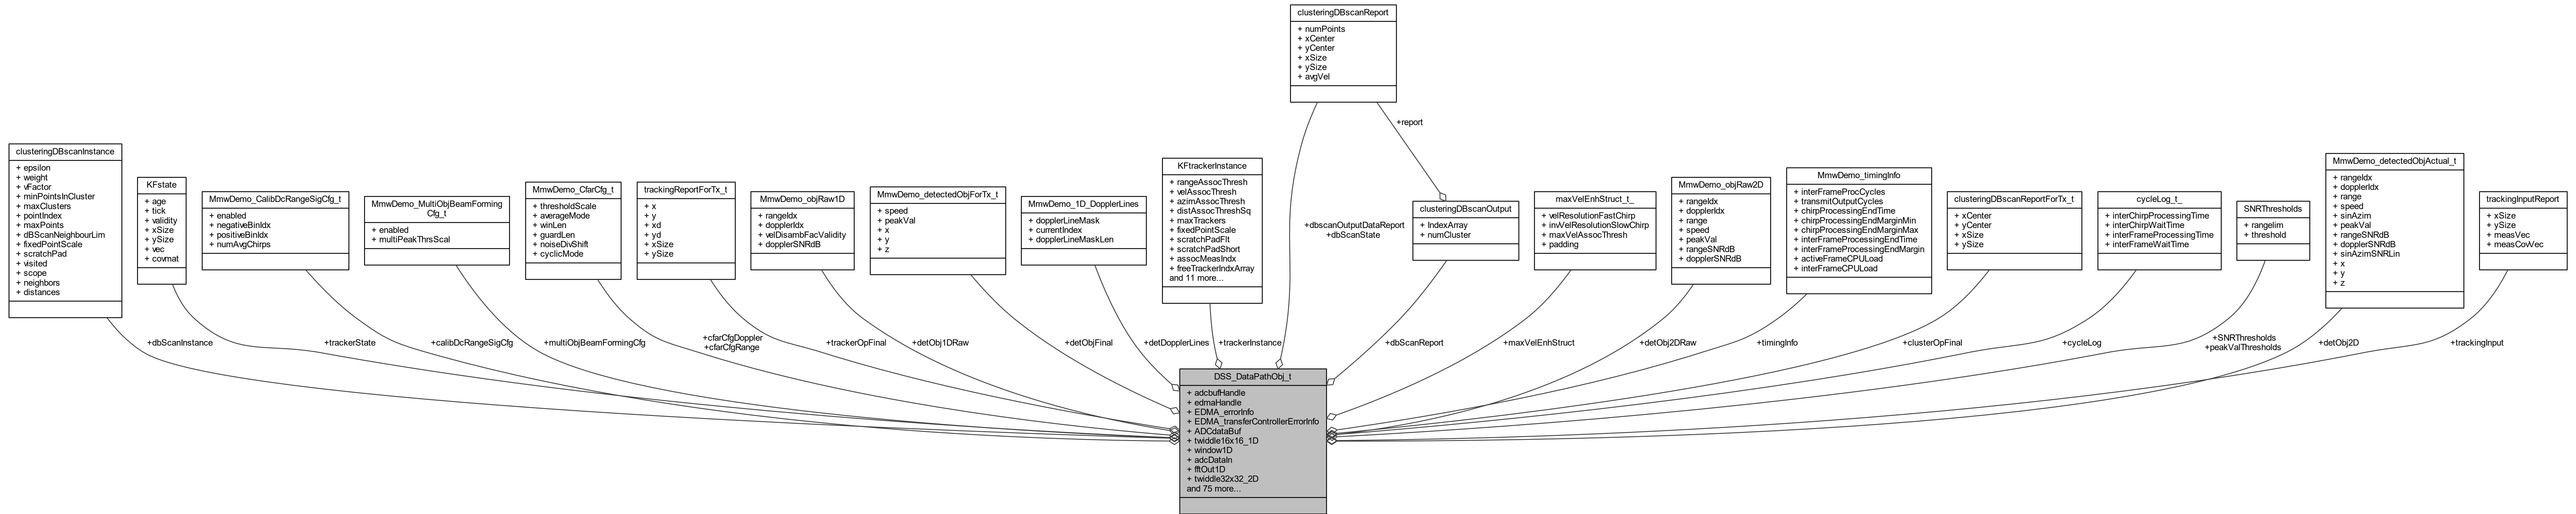 clusteringDBscanReport
+ numPoints
+ xCenter
+ yCenter
+ xSize
+ ySize
+ avgVel
+report
clusteringDBscanInstance
+ epsilon
+ weight
+ vFactor
+ minPointsInCluster
+ maxClusters
+ pointIndex
+ maxPoints
+ dBScanNeighbourLim
+ fixedPointScale
+ scratchPad
+ visited
+ scope
+ neighbors
+ distances
KFstate
+ age
+ tick
+ validity
+ xSize
+ ySize
+ vec
+ covmat
MmwDemo_CalibDcRangeSigCfg_t
+ enabled
+ negativeBinIdx
+ positiveBinIdx
+ numAvgChirps
MmwDemo_MultiObjBeamForming
Cfg_t
+ enabled
+ multiPeakThrsScal
MmwDemo_CfarCfg_t
+ thresholdScale
+ averageMode
+ winLen
+ guardLen
+ noiseDivShift
+ cyclicMode
trackingReportForTx_t
+ x
+ y
+ xd
+ yd
+ xSize
+ ySize
MmwDemo_objRaw1D
+ rangeIdx
+ dopplerIdx
+ velDisambFacValidity
+ dopplerSNRdB
MmwDemo_detectedObjForTx_t
+ speed
+ peakVal
+ x
+ y
+ z
MmwDemo_1D_DopplerLines
+ dopplerLineMask
+ currentIndex
+ dopplerLineMaskLen
KFtrackerInstance
+ rangeAssocThresh
+ velAssocThresh
+ azimAssocThresh
+ distAssocThreshSq
+ maxTrackers
+ fixedPointScale
+ scratchPadFlt
+ scratchPadShort
+ assocMeasIndx
+ freeTrackerIndxArray
and 11 more...
clusteringDBscanOutput
+ IndexArray
+ numCluster
maxVelEnhStruct_t_
+ velResolutionFastChirp
+ invVelResolutionSlowChirp
+ maxVelAssocThresh
+ padding
MmwDemo_objRaw2D
+ rangeIdx
+ dopplerIdx
+ range
+ speed
+ peakVal
+ rangeSNRdB
+ dopplerSNRdB
MmwDemo_timingInfo
+ interFrameProcCycles
+ transmitOutputCycles
+ chirpProcessingEndTime
+ chirpProcessingEndMarginMin
+ chirpProcessingEndMarginMax
+ interFrameProcessingEndTime
+ interFrameProcessingEndMargin
+ activeFrameCPULoad
+ interFrameCPULoad
clusteringDBscanReportForTx_t
+ xCenter
+ yCenter
+ xSize
+ ySize
cycleLog_t_
+ interChirpProcessingTime
+ interChirpWaitTime
+ interFrameProcessingTime
+ interFrameWaitTime
SNRThresholds
+ rangelim
+ threshold
MmwDemo_detectedObjActual_t
+ rangeIdx
+ dopplerIdx
+ range
+ speed
+ sinAzim
+ peakVal
+ rangeSNRdB
+ dopplerSNRdB
+ sinAzimSNRLin
+ x
+ y
+ z
trackingInputReport
+ xSize
+ ySize
+ measVec
+ measCovVec
+dbscanOutputDataReport
+dbScanState
+dbScanInstance
+trackerState
+calibDcRangeSigCfg
+multiObjBeamFormingCfg
+cfarCfgDoppler
+cfarCfgRange
+trackerOpFinal
+detObj1DRaw
+detObjFinal
+detDopplerLines
+trackerInstance
+dbScanReport
+maxVelEnhStruct
+detObj2DRaw
+timingInfo
+clusterOpFinal
+cycleLog
+SNRThresholds
+peakValThresholds
+detObj2D
+trackingInput
DSS_DataPathObj_t
+ adcbufHandle
+ edmaHandle
+ EDMA_errorInfo
+ EDMA_transferControllerErrorInfo
+ ADCdataBuf
+ twiddle16x16_1D
+ window1D
+ adcDataIn
+ fftOut1D
+ twiddle32x32_2D
and 75 more...